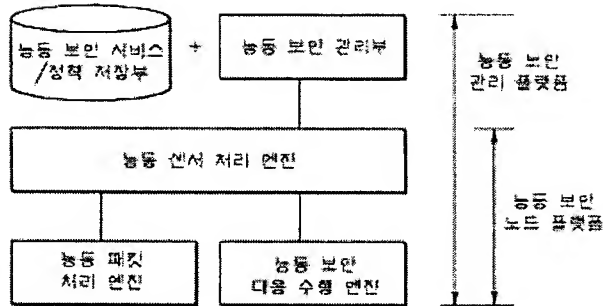 능동 보안 서비스
/정책 저장부
+
능동 보안 관리부
능동 보안
관리 플랫폼
능동 센서 처리 엔진
능동 보안
노드 플랫폼
능동 패킷
처리 엔진
능동 보안
대응 수행 엔진